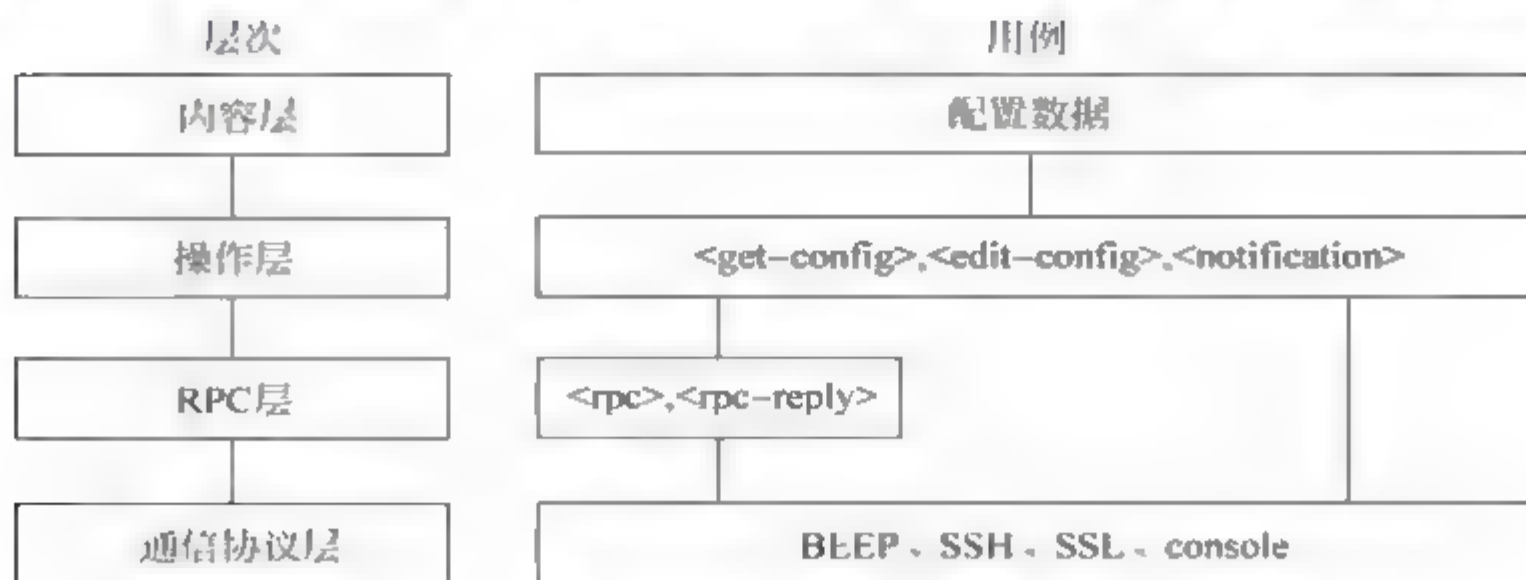 层次
用例
内容层
配置数据
操作层
<get-config>,<edit-config>,<notification>
RPC层
<rpc>,<rpc-reply>
通信协议层
BEEP、SSH、SSL、console